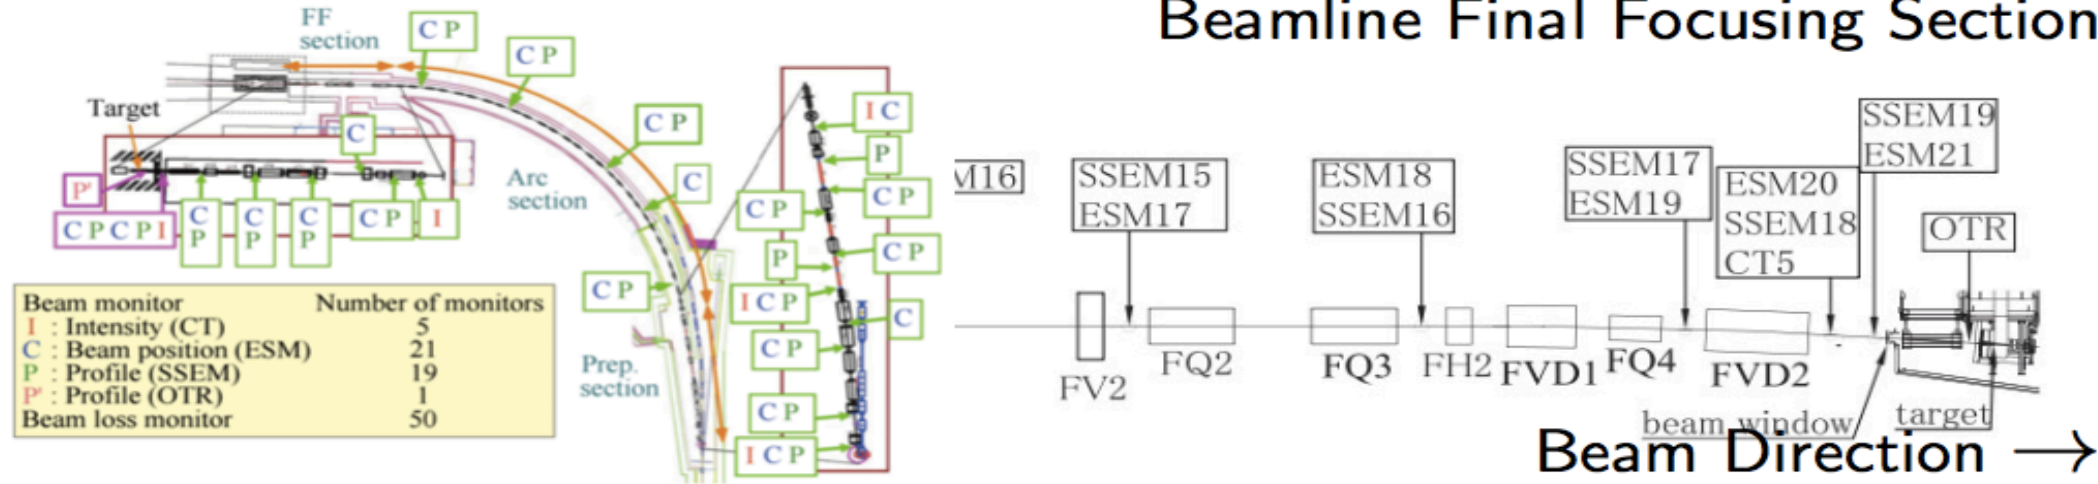 FF
section
C P
C P
C P
C
Arc
section
C P
Prep.
section
Target
C
P'
C P C P I
C
P
C
P
C
P
C P
I
I C
P
C P
C P
C P
P
I C P
C
C P
C P
I C P
Beam monitor Number of monitors
I : Intensity (CT) 5
C : Beam position (ESM) 21
P : Profile (SSEM) 19
P' : Profile (OTR) 1
Beam loss monitor 50
Beamline Final Focusing Section
M16
SSEM15
ESM17
ESM18
SSEM16
SSEM17
ESM19
ESM20
SSEM18
CT5
SSEM19
ESM21
OTR
FV2
FQ2
FQ3
FH2
FVD1
FQ4
FVD2
beam window
target
Beam Direction →